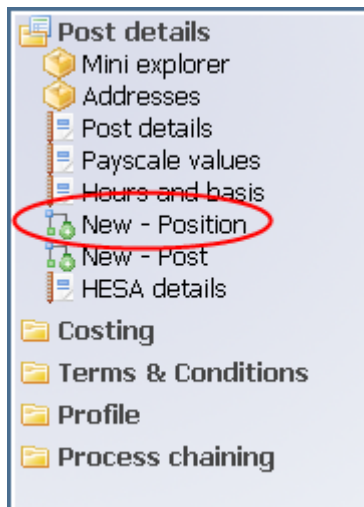 Post details
Mini explorer
Addresses
Post details
Payscale values
Hours and basis
New - Position
New - Post
HESA details
Costing
Terms & Conditions
Profile
Process chaining